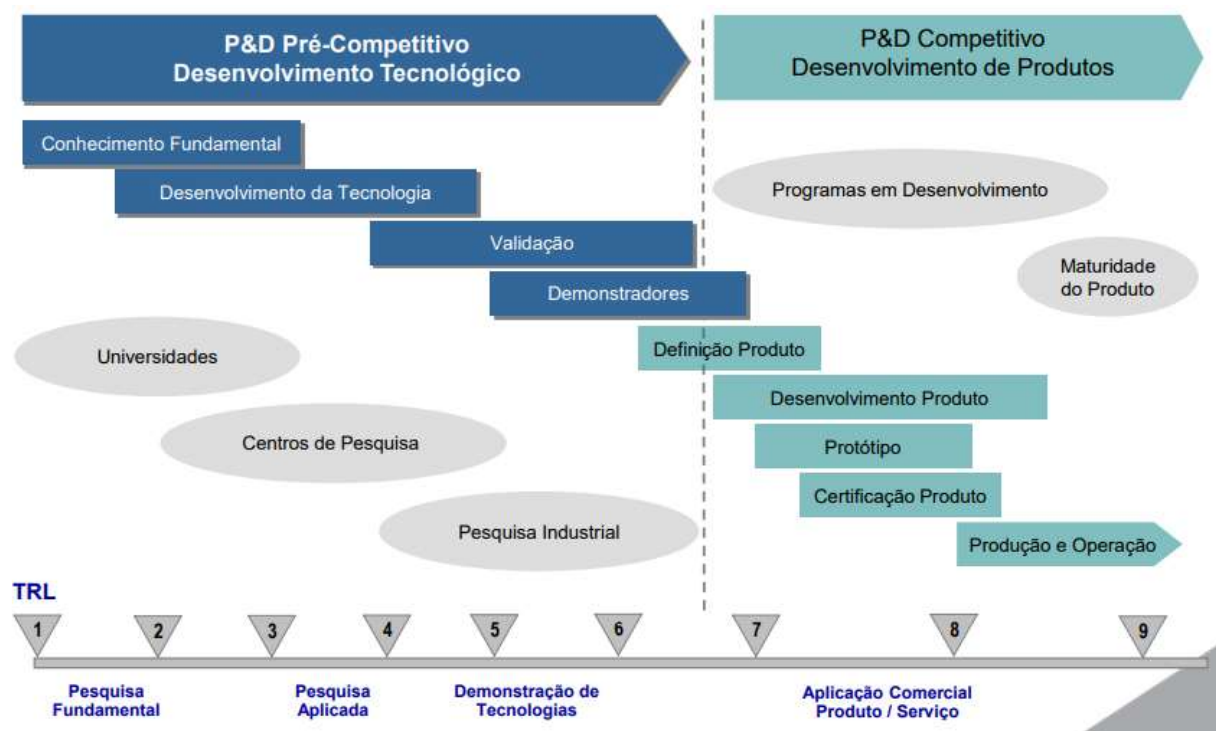 P&D Pré-Competitivo
Desenvolvimento Tecnológico
P&D Competitivo
Desenvolvimento de Produtos
Conhecimento Fundamental
Desenvolvimento da Tecnologia
Programas em Desenvolvimento
Validação
Maturidade
do Produto
Demonstradores
Universidades
Definição Produto
Desenvolvimento Produto
Centros de Pesquisa
Protótipo
Certificação Produto
Pesquisa Industrial
Produção e Operação
TRL
1 2 3 4 5 6 7 8 9
Pesquisa
Fundamental
Pesquisa
Aplicada
Demonstração de
Tecnologias
Aplicação Comercial
Produto / Serviço